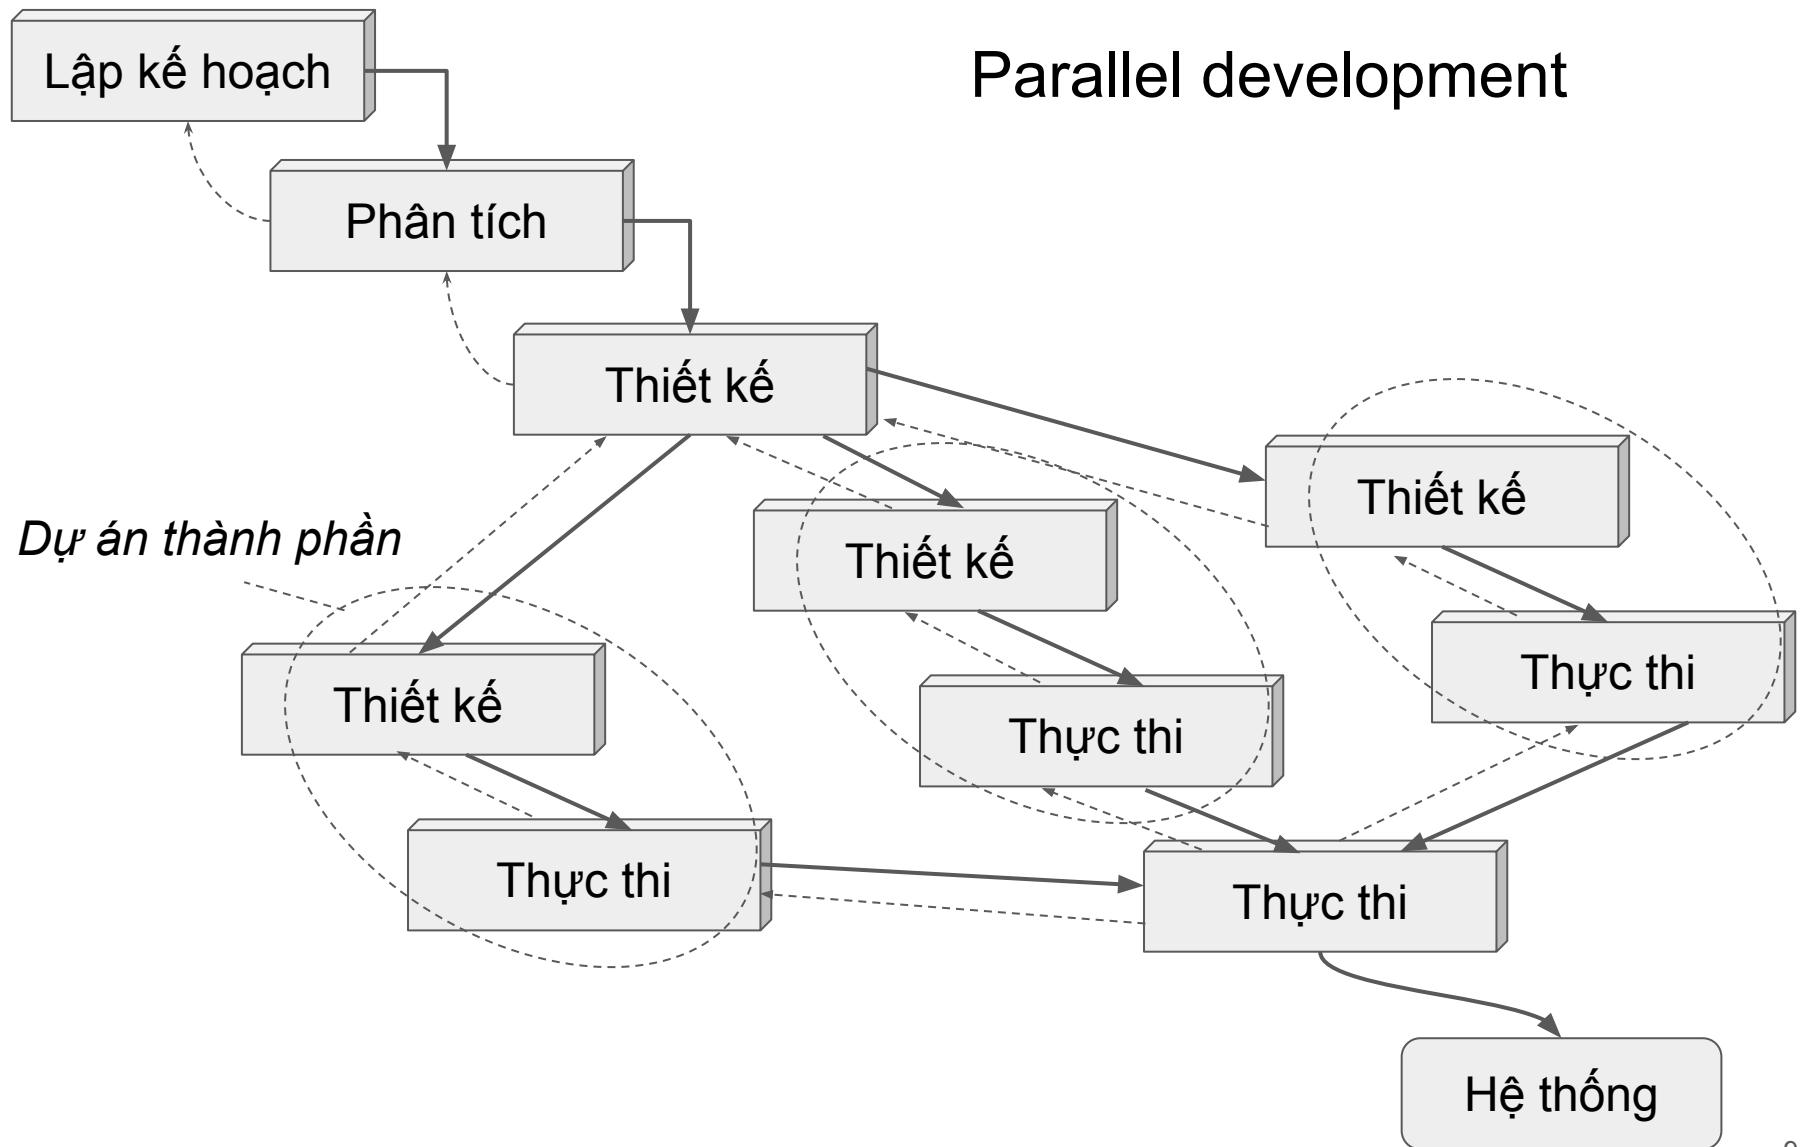 Lập kế hoạch
Parallel development
Phân tích
Thiết kế
Thiết kế
Thiết kế
Dự án thành phần
Thiết kế
Thực thi
Thực thi
Thực thi
Thực thi
Hệ thống